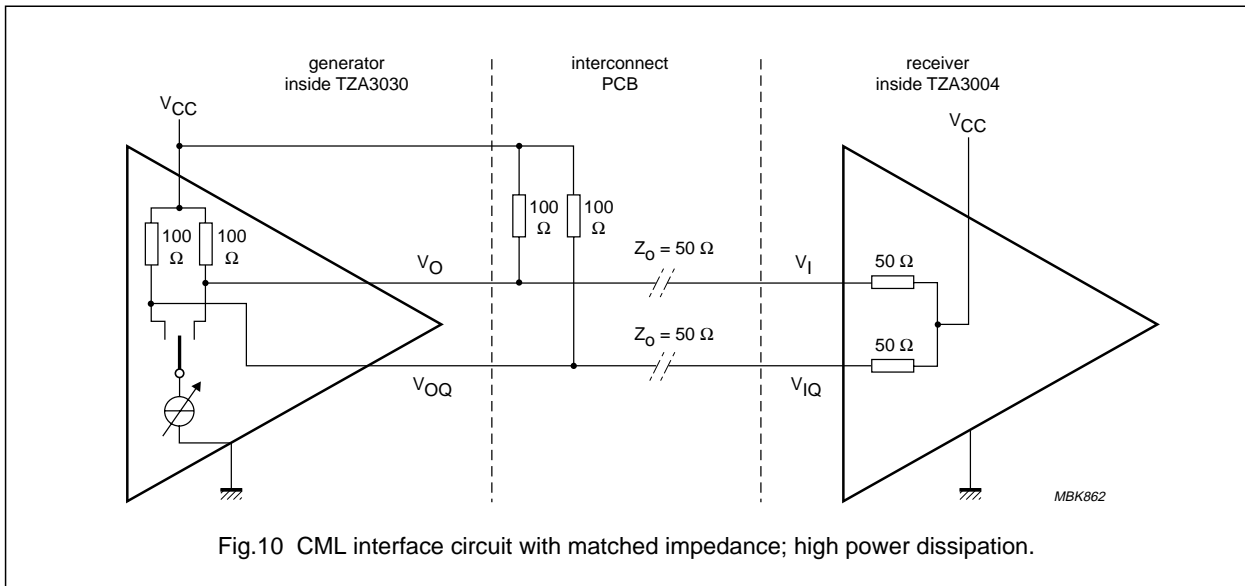 generator
inside TZA3030
interconnect
PCB
receiver
inside TZA3004
VCC
VCC
100
Ω
100
Ω
100
Ω
100
Ω
VO
Zo = 50 Ω
VI
50 Ω
VOQ
Zo = 50 Ω
VIQ
50 Ω
MBK862
Fig.10 CML interface circuit with matched impedance; high power dissipation.